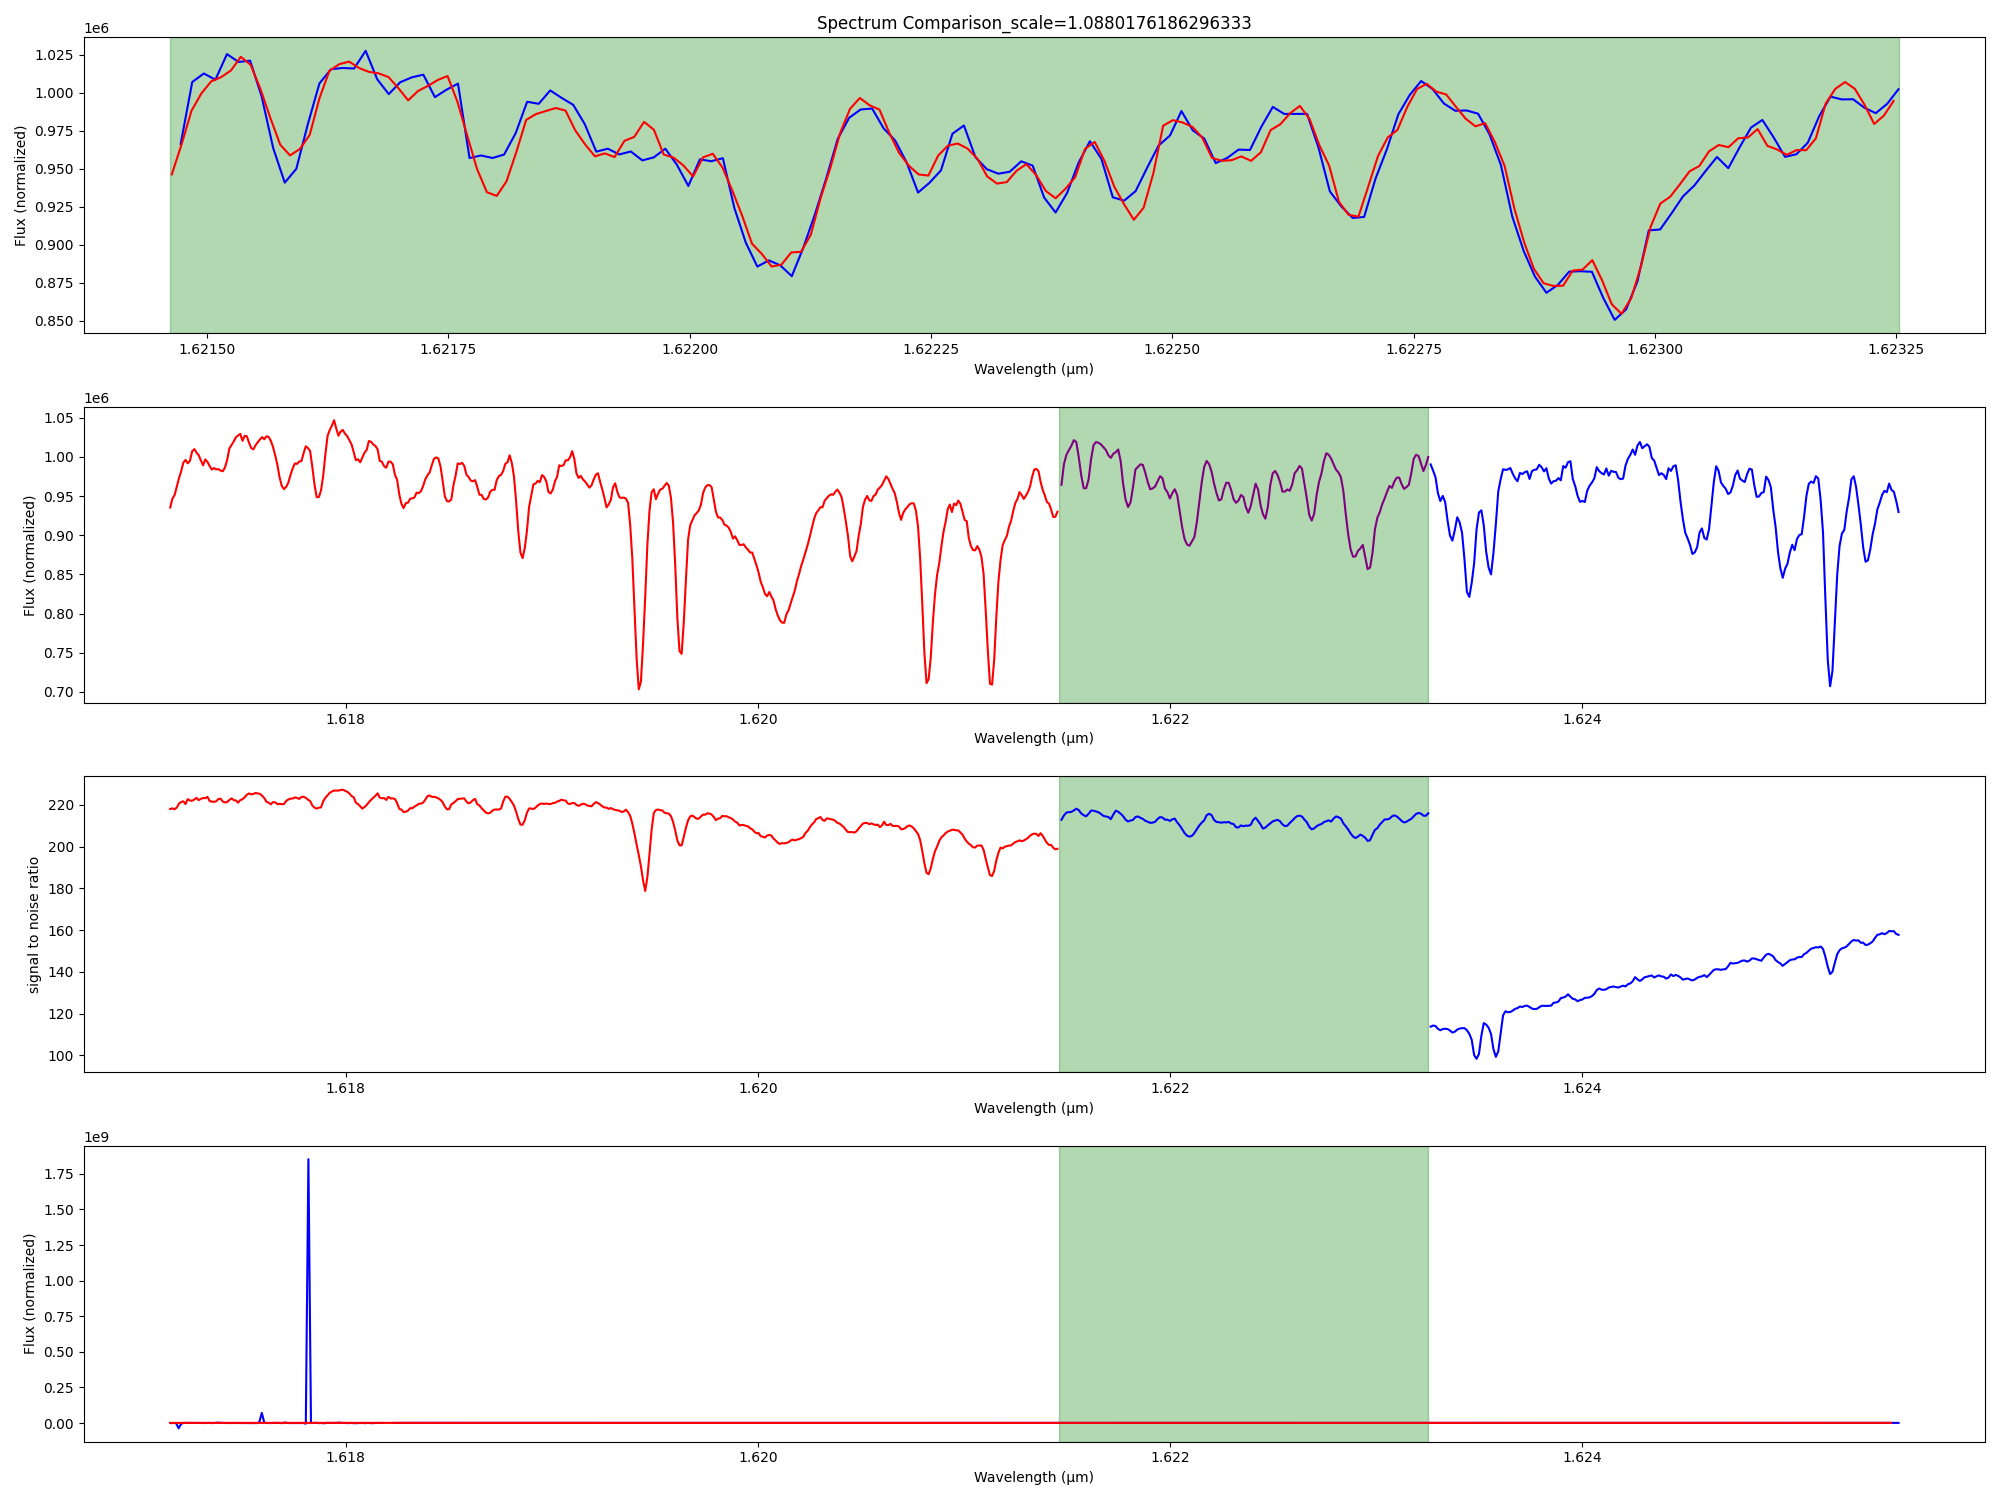 Spectrum Comparison_scale=1.0880176186296333
1e6
1.025
1.000
0.975
0.950
0.925
0.900
0.875
0.850
Flux (normalized)
1.62150 1.62175 1.62200 1.62225 1.62250 1.62275 1.62300 1.62325
Wavelength (μm)
1e6
1.05
1.00
0.95
0.90
0.85
0.80
0.75
0.70
Flux (normalized)
1.618 1.620 1.622 1.624
Wavelength (μm)
220
200
180
160
140
120
100
signal to noise ratio
1.618 1.620 1.622 1.624
Wavelength (μm)
1e9
1.75
1.50
1.25
1.00
0.75
0.50
0.25
0.00
Flux (normalized)
1.618 1.620 1.622 1.624
Wavelength (μm)